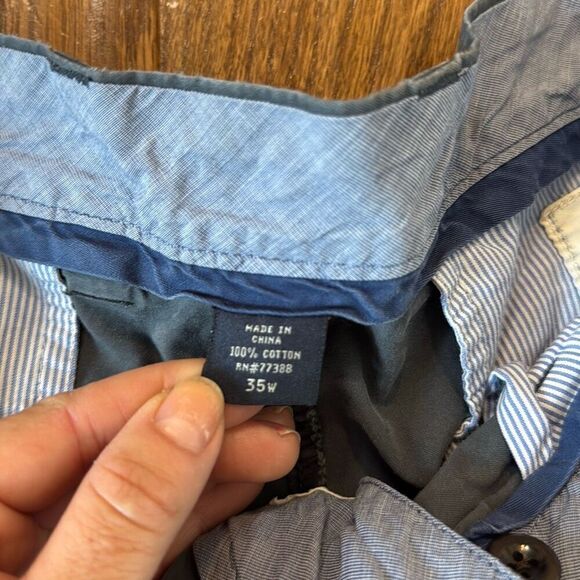 MADE IN
CHINA
100% COTTON
RN#77388
35W